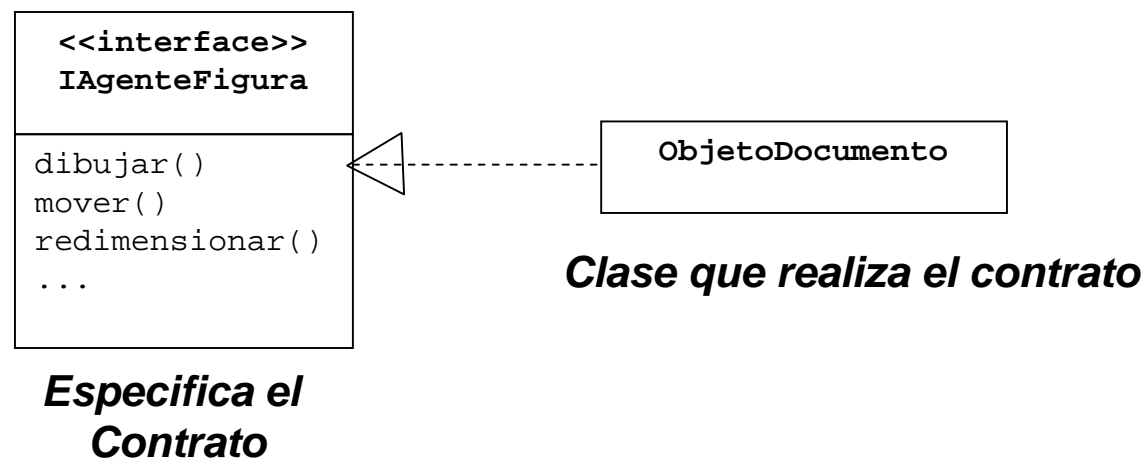 <<interface>>
IAgenteFigura
dibujar()
mover()
redimensionar()
...
Especifica el
Contrato
ObjetoDocumento
Clase que realiza el contrato